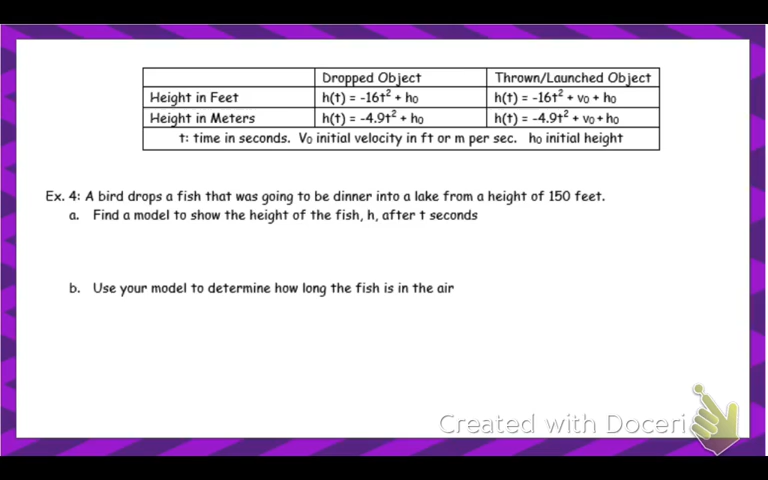 Dropped Object Thrown/Launched Object
Height in Feet h(t) = -16t² + h₀ h(t) = -16t² + v₀ + h₀
Height in Meters h(t) = -4.9t² + h₀ h(t) = -4.9t² + v₀ + h₀
t: time in seconds. V₀ initial velocity in ft or m per sec. h₀ initial height
Ex. 4: A bird drops a fish that was going to be dinner into a lake from a height of 150 feet.
a. Find a model to show the height of the fish, h, after t seconds
b. Use your model to determine how long the fish is in the air
Created with Doceri